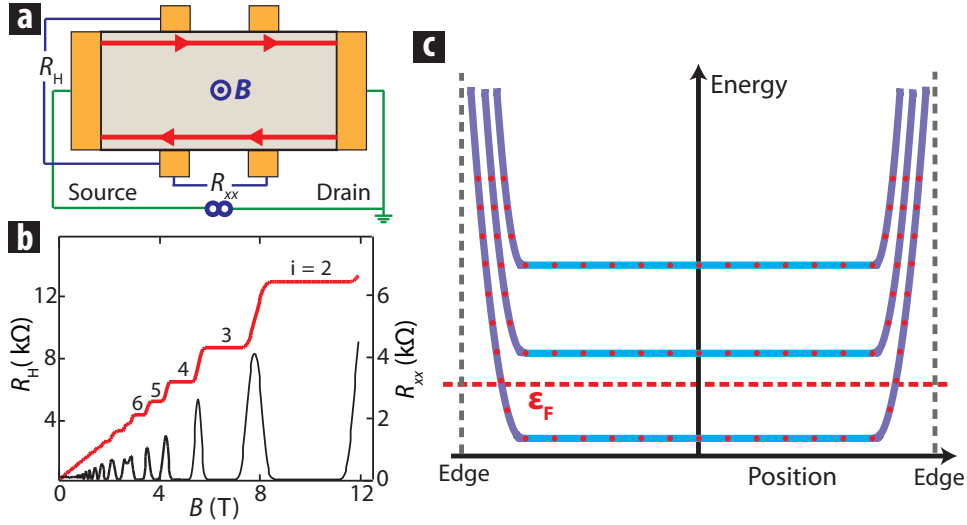 a
R_H
B
R_xx
Source
Drain
b
R_H (kΩ)
12
8
4
0
4
8
12
B (T)
6
5
4
3
i = 2
6
4
2
0
R_xx (kΩ)
c
Energy
ε_F
Edge
Position
Edge